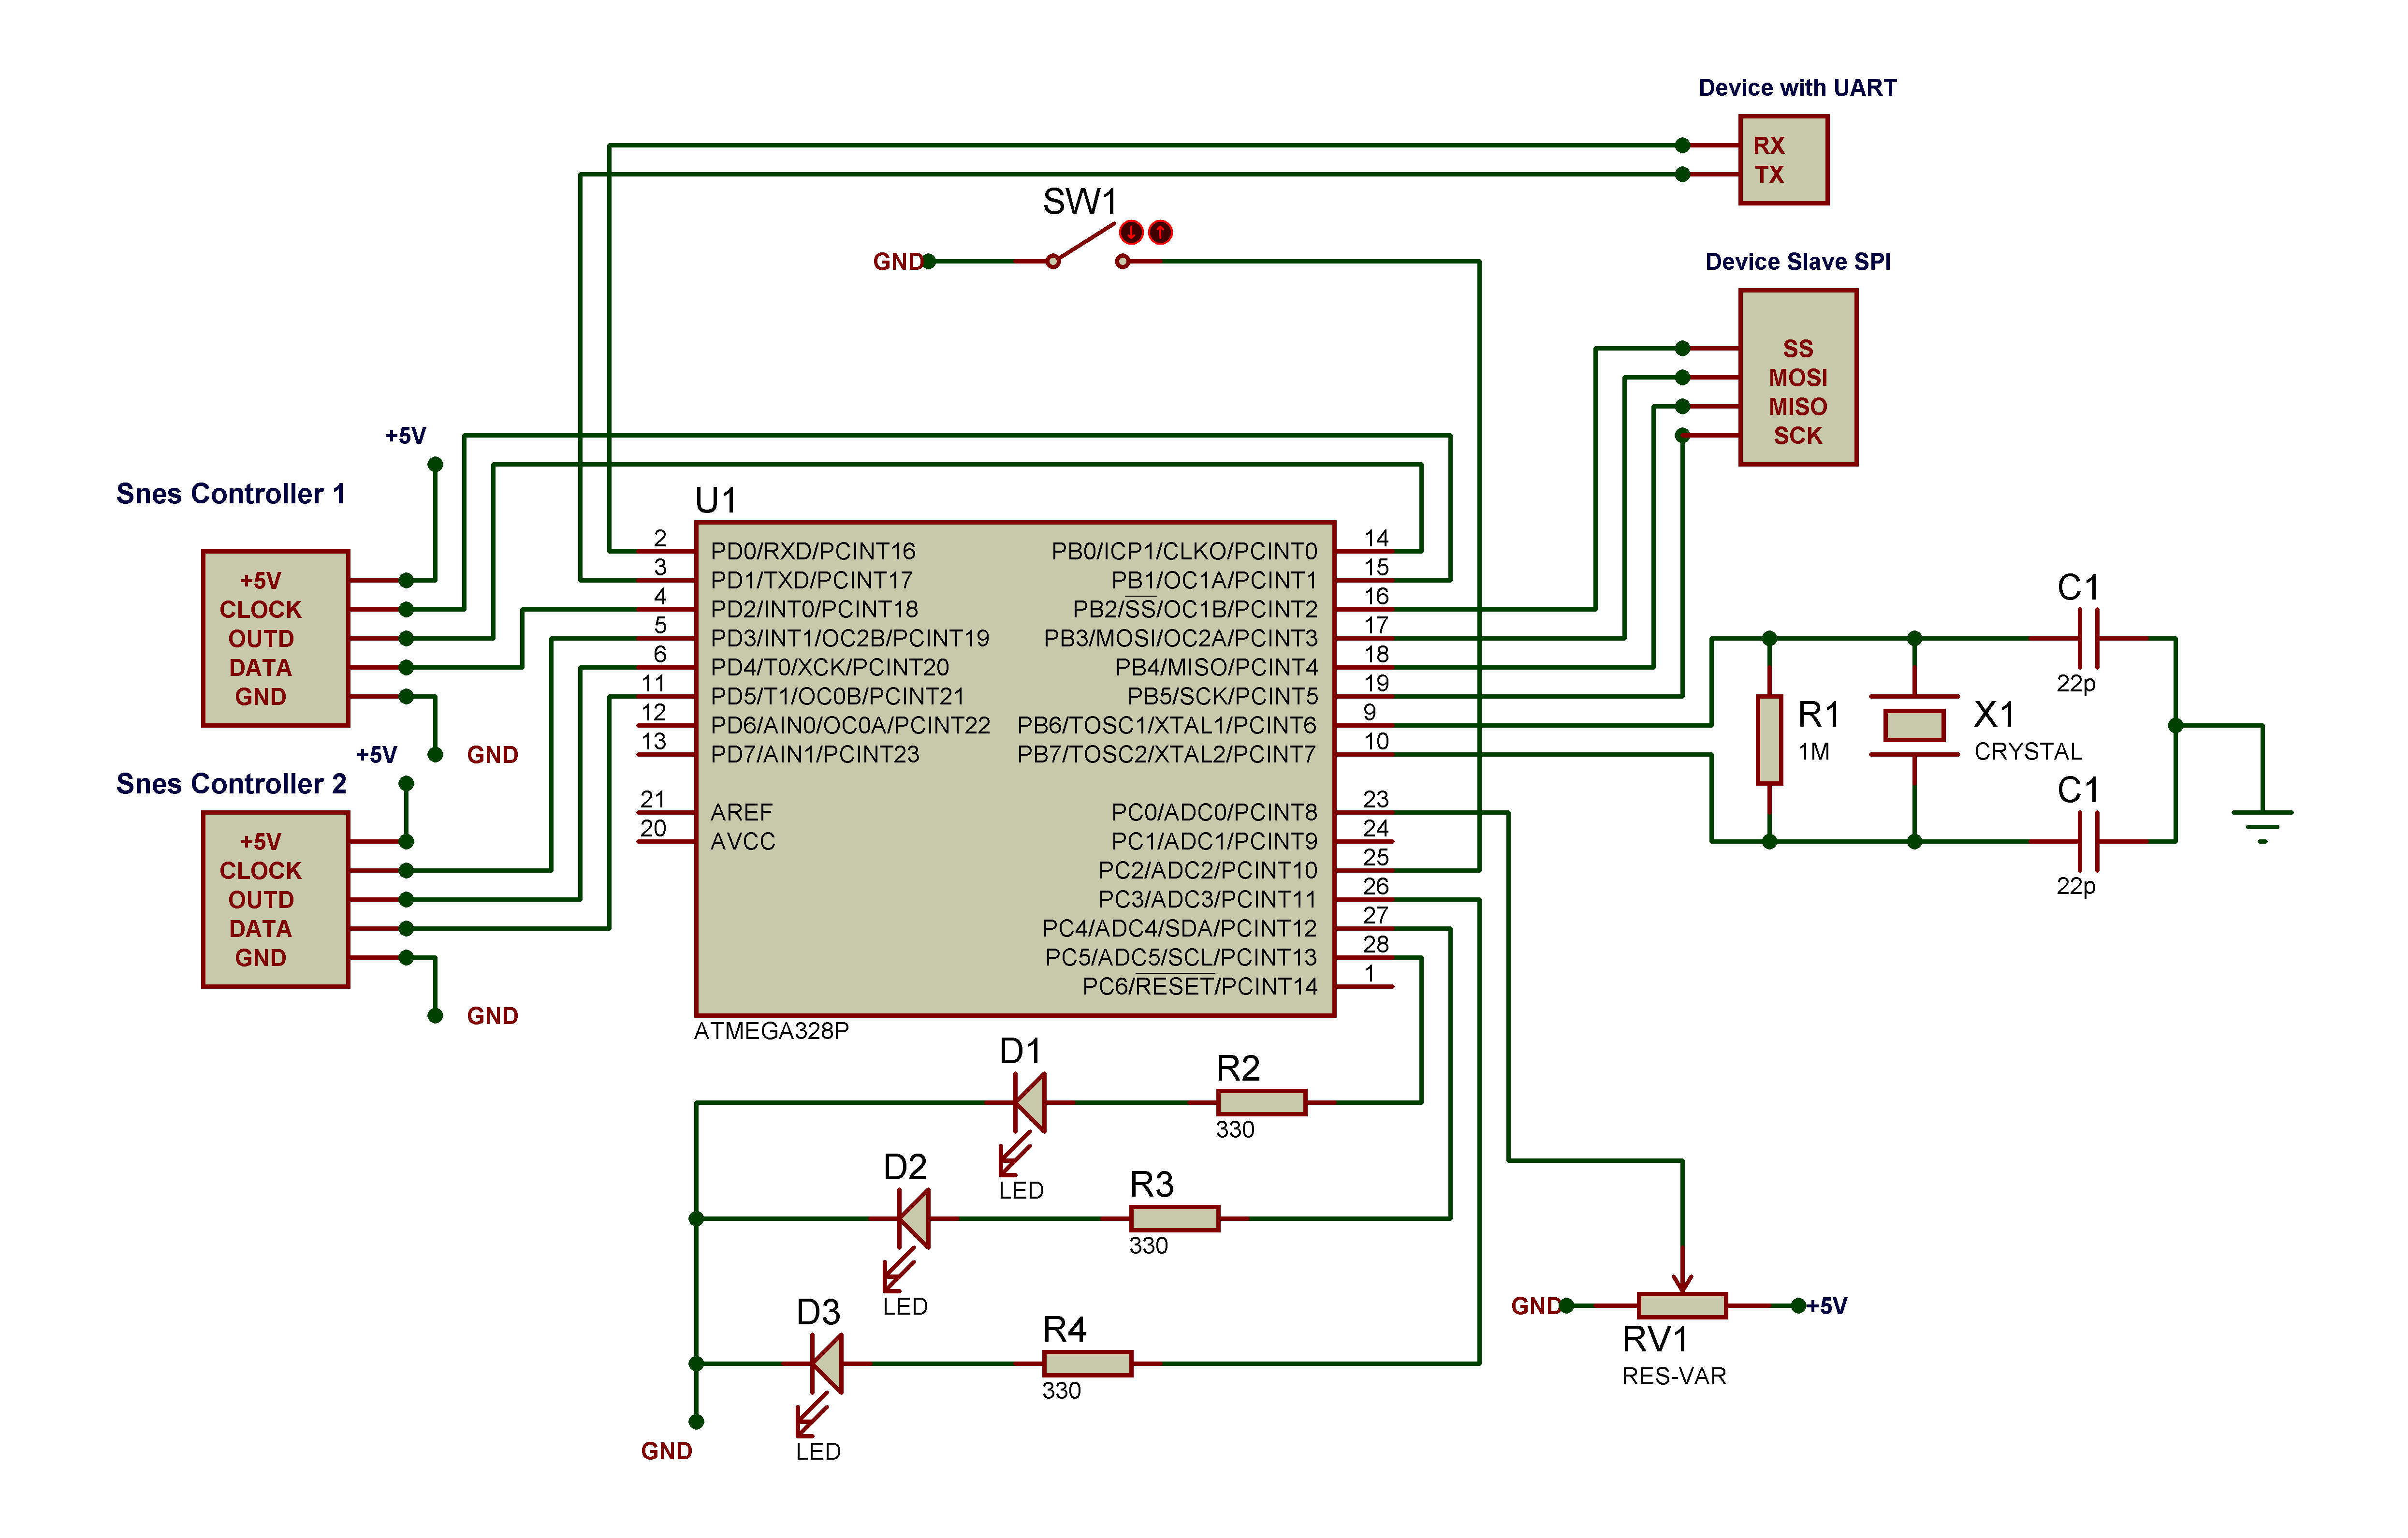 Device with UART
RX
TX
SW1
GND
Device Slave SPI
SS
MOSI
MISO
SCK
+5V
Snes Controller 1
+5V
CLOCK
OUTD
DATA
GND
GND
+5V
Snes Controller 2
+5V
CLOCK
OUTD
DATA
GND
GND
U1
2 PD0/RXD/PCINT16
3 PD1/TXD/PCINT17
4 PD2/INT0/PCINT18
5 PD3/INT1/OC2B/PCINT19
6 PD4/T0/XCK/PCINT20
11 PD5/T1/OC0B/PCINT21
12 PD6/AIN0/OC0A/PCINT22
13 PD7/AIN1/PCINT23
21 AREF
20 AVCC
PB0/ICP1/CLKO/PCINT0 14
PB1/OC1A/PCINT1 15
PB2/SS/OC1B/PCINT2 16
PB3/MOSI/OC2A/PCINT3 17
PB4/MISO/PCINT4 18
PB5/SCK/PCINT5 19
PB6/TOSC1/XTAL1/PCINT6 9
PB7/TOSC2/XTAL2/PCINT7 10
PC0/ADC0/PCINT8 23
PC1/ADC1/PCINT9 24
PC2/ADC2/PCINT10 25
PC3/ADC3/PCINT11 26
PC4/ADC4/SDA/PCINT12 27
PC5/ADC5/SCL/PCINT13 28
PC6/RESET/PCINT14 1
ATMEGA328P
C1
22p
R1
1M
X1
CRYSTAL
C1
22p
D1
LED
R2
330
D2
LED
R3
330
D3
LED
R4
330
GND
GND
+5V
RV1
RES-VAR